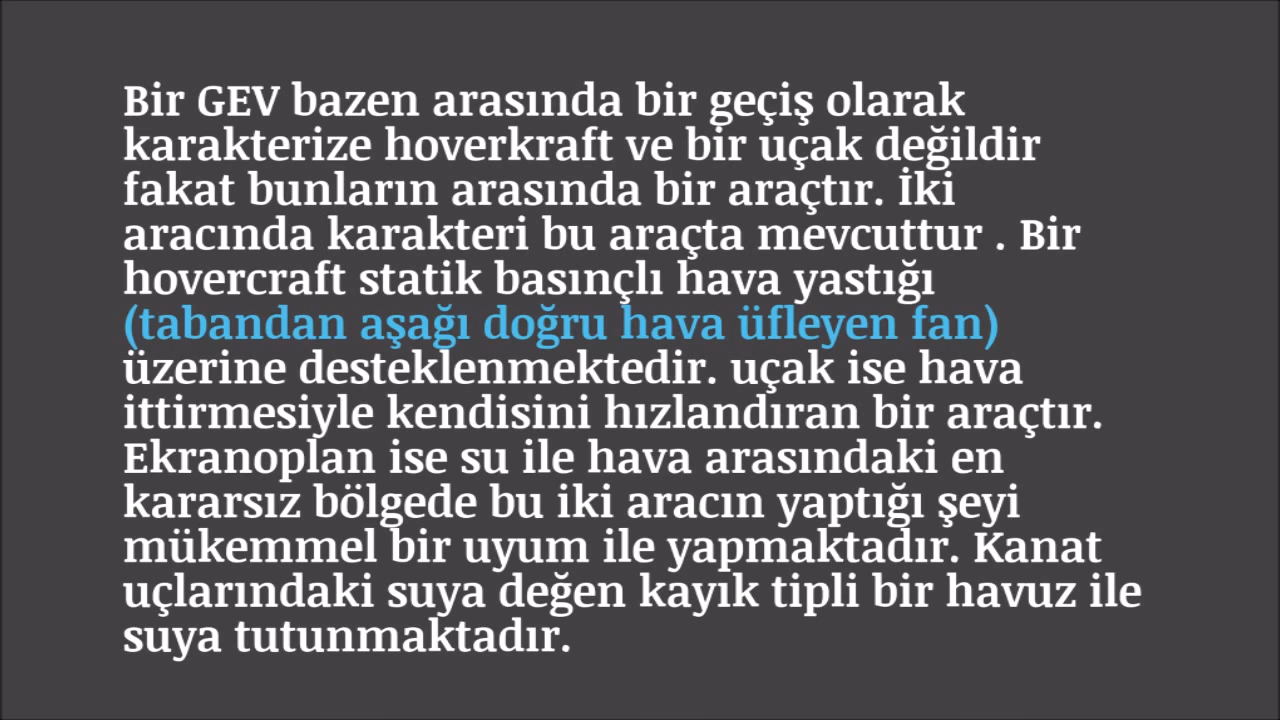 Bir GEV bazen arasında bir geçiş olarak
karakterize hoverkraft ve bir uçak değildir
fakat bunların arasında bir araçtır. İki
aracında karakteri bu araçta mevcuttur . Bir
hovercraft statik basınçlı hava yastığı
(tabandan aşağı doğru hava üfleyen fan)
üzerine desteklenmektedir. uçak ise hava
ittirmesiyle kendisini hızlandıran bir araçtır.
Ekranoplan ise su ile hava arasındaki en
kararsız bölgede bu iki aracın yaptığı şeyi
mükemmel bir uyum ile yapmaktadır. Kanat
uçlarındaki suya değen kayık tipli bir havuz ile
suya tutunmaktadır.